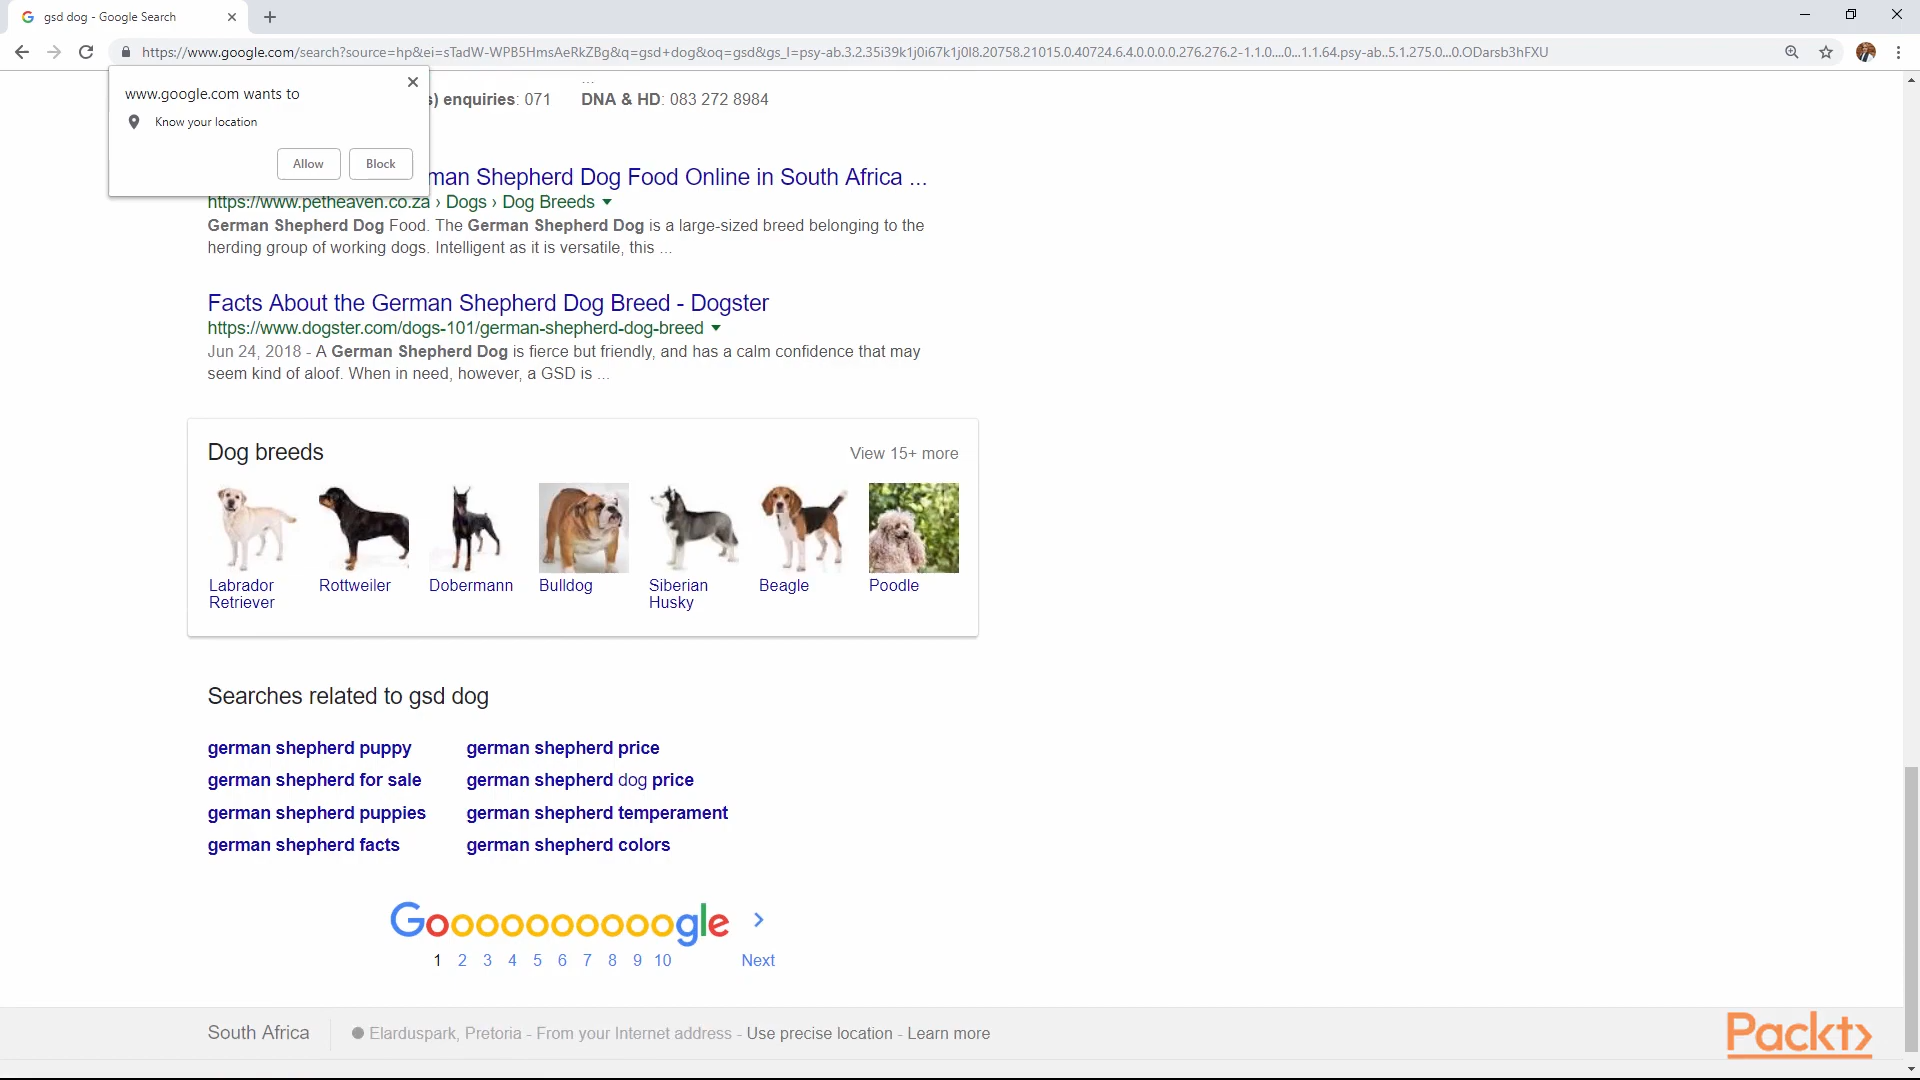 gsd dog - Google Search
https://www.google.com/search?source=hp&ei=sTadW-WPB5HmsAeRkZBg&q=gsd+dog&oq=gsd&gs_l=psy-ab.3.2.35i39k1j0i67k1j0l8.20758.21015.0.40724.6.4.0.0.0.0.276.276.2-1.1.0....0...1.1.64.psy-ab..5.1.275.0...0.ODarsb3hFXU
www.google.com wants to
Know your location
Allow Block
...
s) enquiries: 071 DNA & HD: 083 272 8984
man Shepherd Dog Food Online in South Africa ...
https://www.petheaven.co.za › Dogs › Dog Breeds
German Shepherd Dog Food. The German Shepherd Dog is a large-sized breed belonging to the
herding group of working dogs. Intelligent as it is versatile, this ...
Facts About the German Shepherd Dog Breed - Dogster
https://www.dogster.com/dogs-101/german-shepherd-dog-breed
Jun 24, 2018 - A German Shepherd Dog is fierce but friendly, and has a calm confidence that may
seem kind of aloof. When in need, however, a GSD is ...
Dog breeds View 15+ more
Labrador Retriever
Rottweiler
Dobermann
Bulldog
Siberian Husky
Beagle
Poodle
Searches related to gsd dog
german shepherd puppy german shepherd price
german shepherd for sale german shepherd dog price
german shepherd puppies german shepherd temperament
german shepherd facts german shepherd colors
Goooooooooogle >
1 2 3 4 5 6 7 8 9 10 Next
South Africa Elarduspark, Pretoria - From your Internet address - Use precise location - Learn more
Packt>